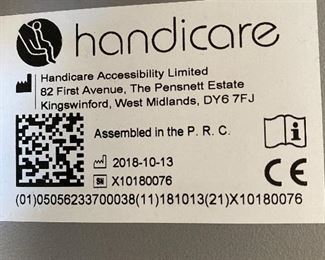 handicare
Handicare Accessibility Limited
82 First Avenue, The Pensnett Estate
Kingswinford, West Midlands, DY6 7FJ
Assembled in the P. R. C.
2018-10-13
SN X10180076
CE
(01)05056233700038(11)181013(21)X10180076